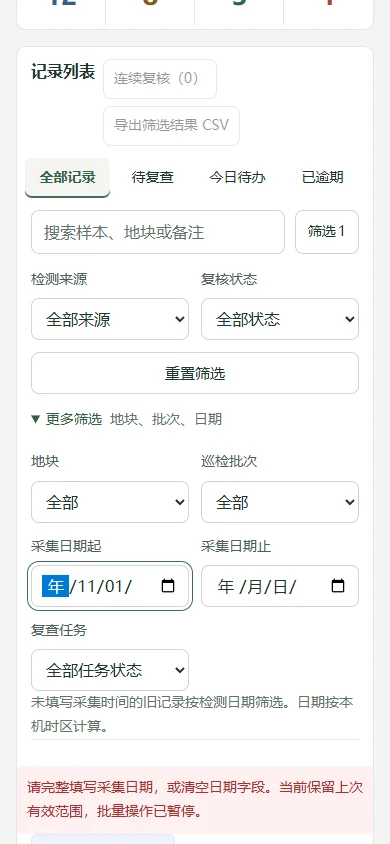 记录列表
连续复核（0）
导出筛选结果 CSV
全部记录 待复查 今日待办 已逾期
搜索样本、地块或备注 筛选 1
检测来源 复核状态
全部来源 全部状态
重置筛选
▼ 更多筛选 地块、批次、日期
地块 巡检批次
全部 全部
采集日期起 采集日期止
年/11/01/ 年 /月/日/
复查任务
全部任务状态
未填写采集时间的旧记录按检测日期筛选。日期按本
机时区计算。
请完整填写采集日期，或清空日期字段。当前保留上次
有效范围，批量操作已暂停。